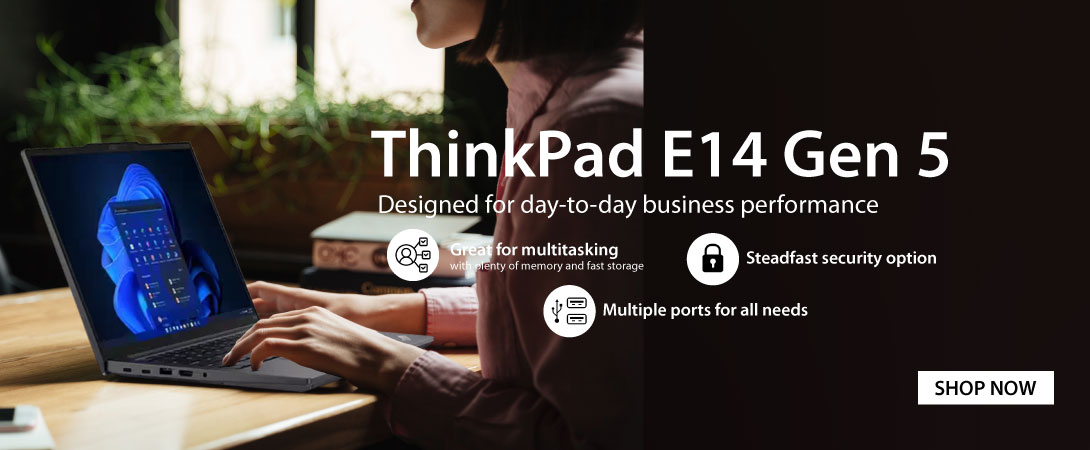 ThinkPad E14 Gen 5
Designed for day-to-day business performance
Great for multitasking
with plenty of memory and fast storage
Steadfast security option
Multiple ports for all needs
SHOP NOW